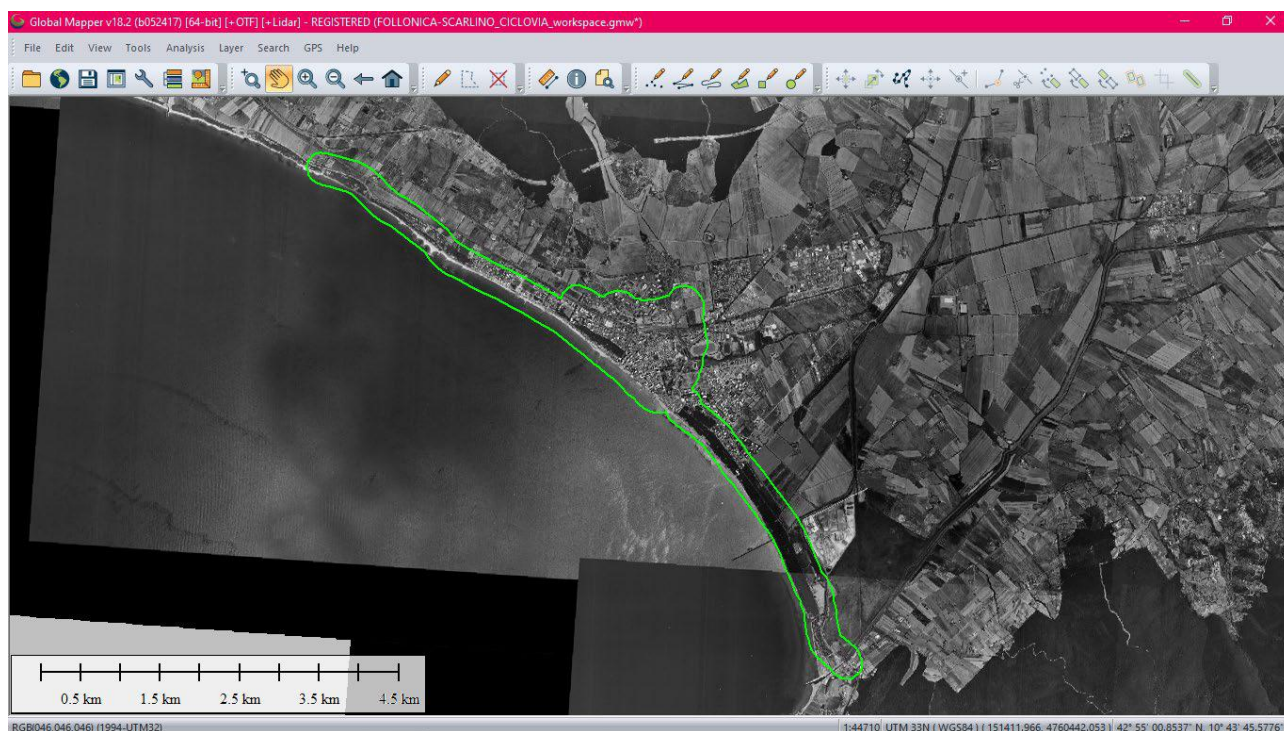 Global Mapper v18.2 (b052417) [64-bit] [+OTF] [+Lidar] - REGISTERED (FOLLONICA-SCARLINO_CICLOVIA_workspace.gmw*)
File Edit View Tools Analysis Layer Search GPS Help
0.5 km 1.5 km 2.5 km 3.5 km 4.5 km
RGB(046,046,046) (1994-UTM32) 1:44710 UTM 33N ( WGS84 ) ( 151411.966, 4760442.053 ) 42° 55' 00.8537" N, 10° 43' 45.5776"